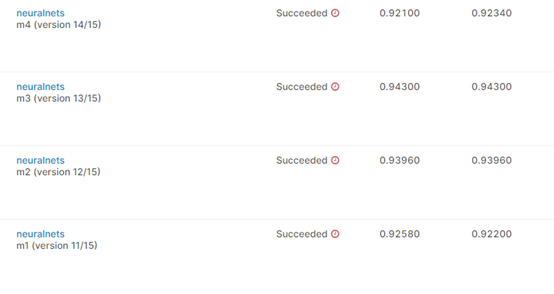 neuralnets Succeeded 0.92100 0.92340
m4 (version 14/15)
neuralnets Succeeded 0.94300 0.94300
m3 (version 13/15)
neuralnets Succeeded 0.93960 0.93960
m2 (version 12/15)
neuralnets Succeeded 0.92580 0.92200
m1 (version 11/15)